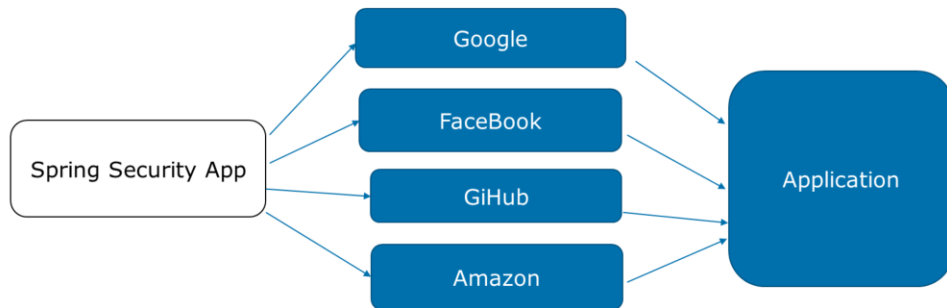 Google
FaceBook
Spring Security App
Application
GiHub
Amazon